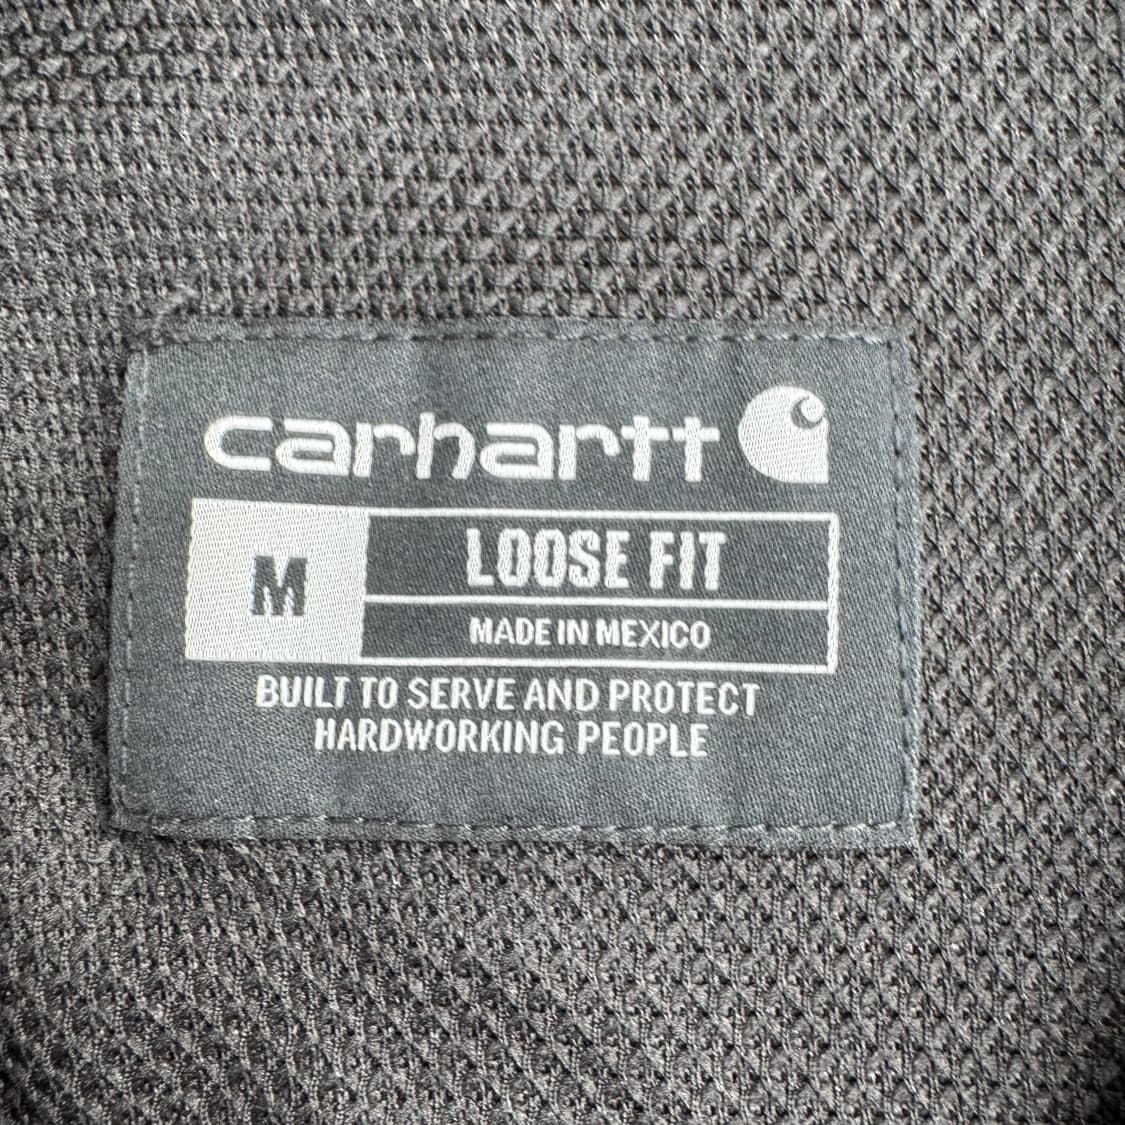 carhartt
M
LOOSE FIT
MADE IN MEXICO
BUILT TO SERVE AND PROTECT
HARDWORKING PEOPLE